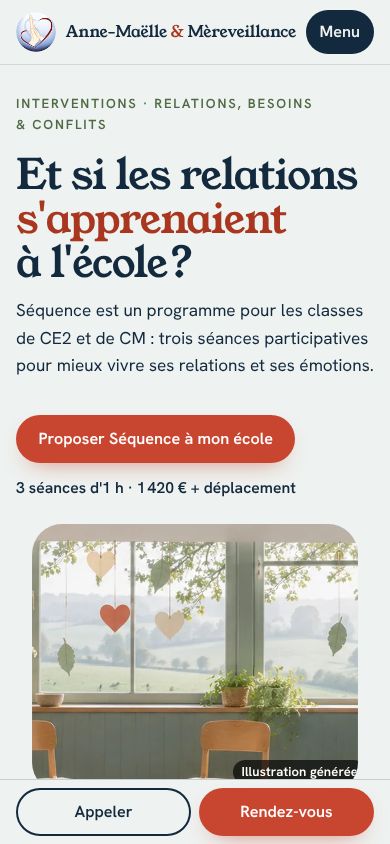 Anne-Maëlle & Mèreveillance
Menu
INTERVENTIONS · RELATIONS, BESOINS
& CONFLITS
Et si les relations
s'apprenaient
à l'école ?
Séquence est un programme pour les classes
de CE2 et de CM : trois séances participatives
pour mieux vivre ses relations et ses émotions.
Proposer Séquence à mon école
3 séances d'1 h · 1 420 € + déplacement
Illustration générée
Appeler
Rendez-vous